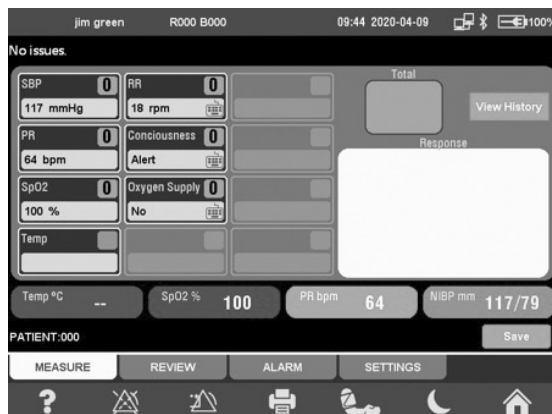 jim green R000 B000 09:44 2020-04-09 100%
No issues.
SBP 0 RR 0 Total
117 mmHg 18 rpm View History
PR 0 Conciousness 0 Response
64 bpm Alert
SpO2 0 Oxygen Supply 0
100 % No
Temp
Temp ºC -- SpO2 % 100 PR bpm 64 NIBP mm 117/79
PATIENT:000 Save
MEASURE REVIEW ALARM SETTINGS
?